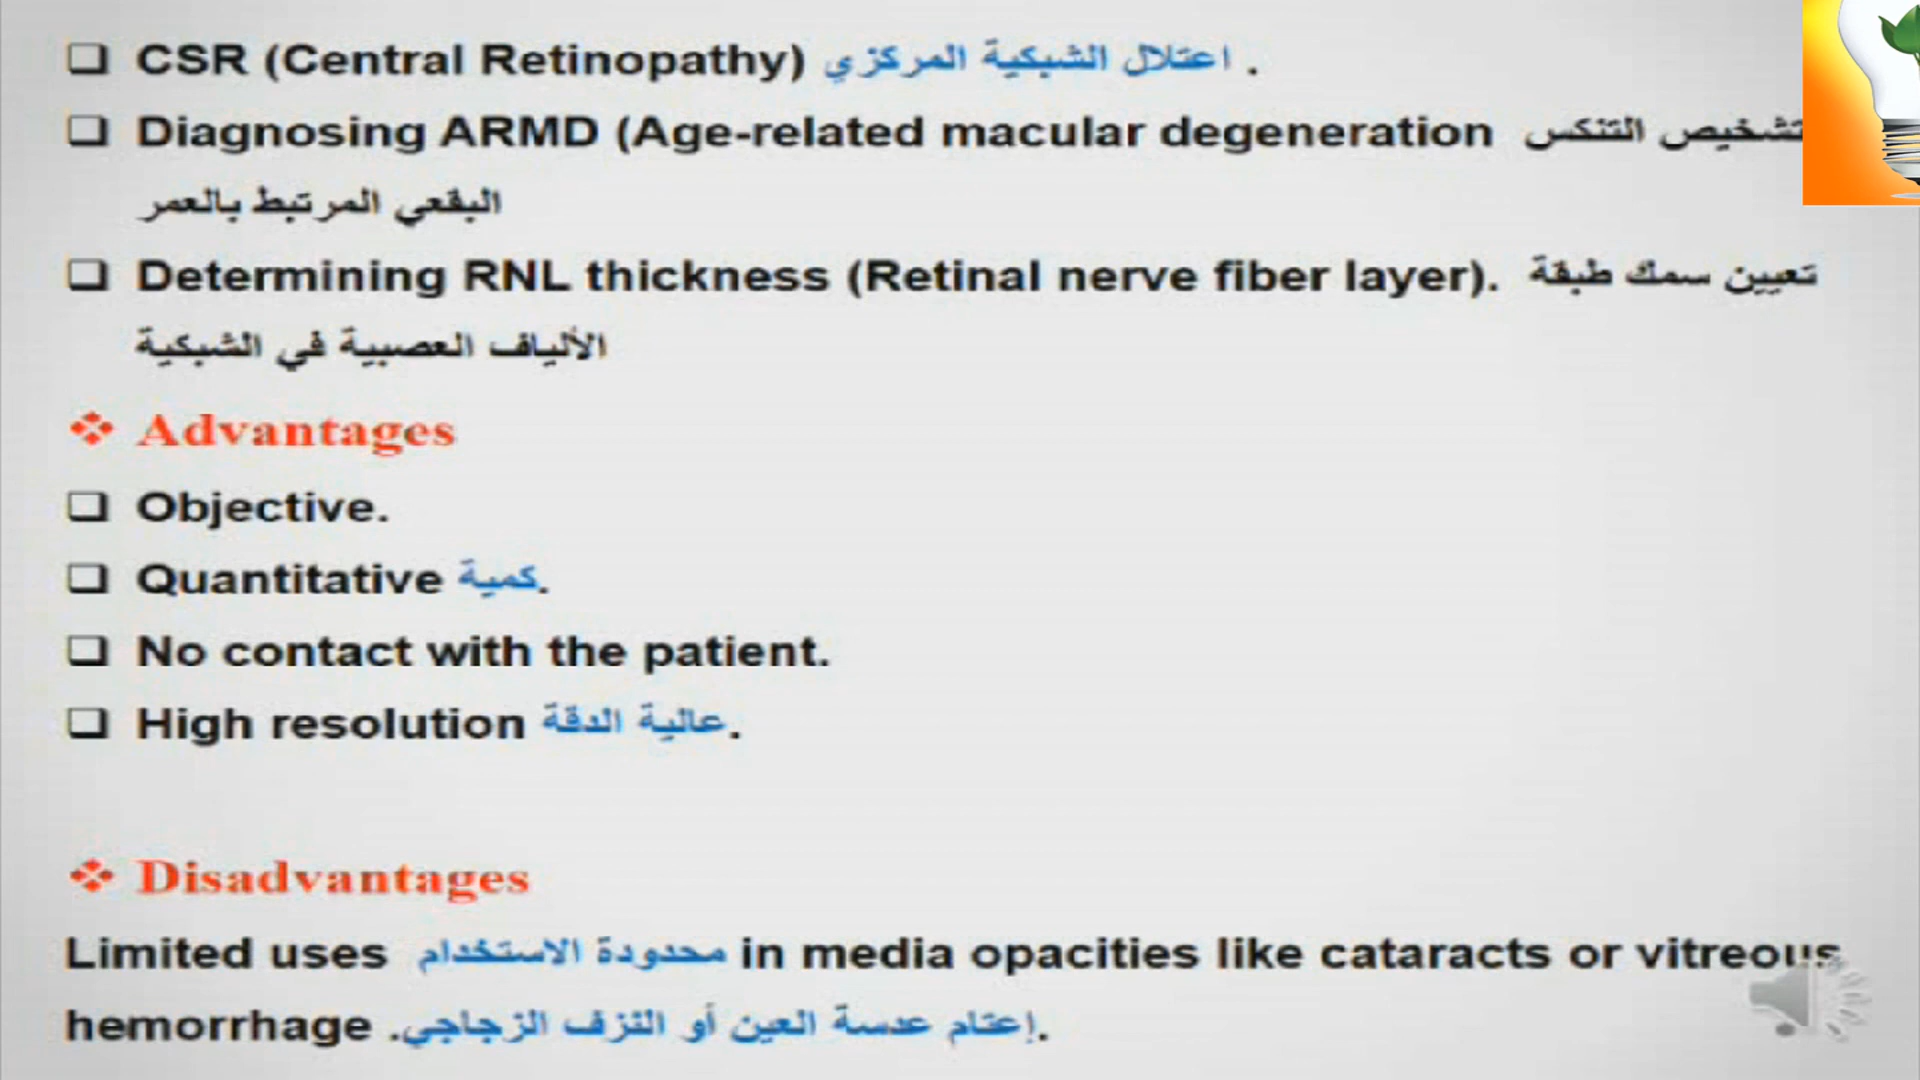 CSR (Central Retinopathy) اعتلال الشبكية المركزي .
Diagnosing ARMD (Age-related macular degeneration تشخيص التنكس
البقعي المرتبط بالعمر
Determining RNL thickness (Retinal nerve fiber layer). تعيين سمك طبقة
الألياف العصبية في الشبكية
Advantages
Objective.
Quantitative كمية.
No contact with the patient.
High resolution عالية الدقة.
Disadvantages
Limited uses محدودة الاستخدام in media opacities like cataracts or vitreous
hemorrhage .إعتام عدسة العين أو النزف الزجاجي.